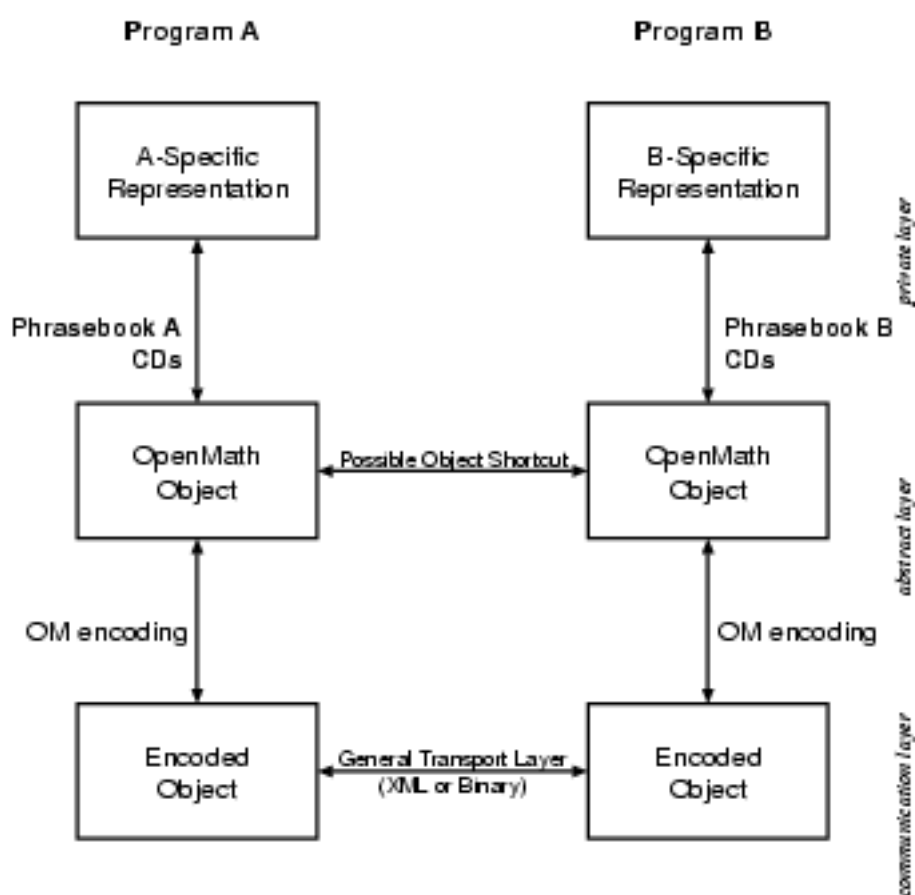 Program A
Program B
A-Specific
Representation
B-Specific
Representation
private layer
Phrasebook A
CDs
Phrasebook B
CDs
OpenMath
Object
Possible Object Shortcut
OpenMath
Object
abstract layer
OM encoding
OM encoding
Encoded
Object
General Transport Layer
(XML or Binary)
Encoded
Object
communication layer